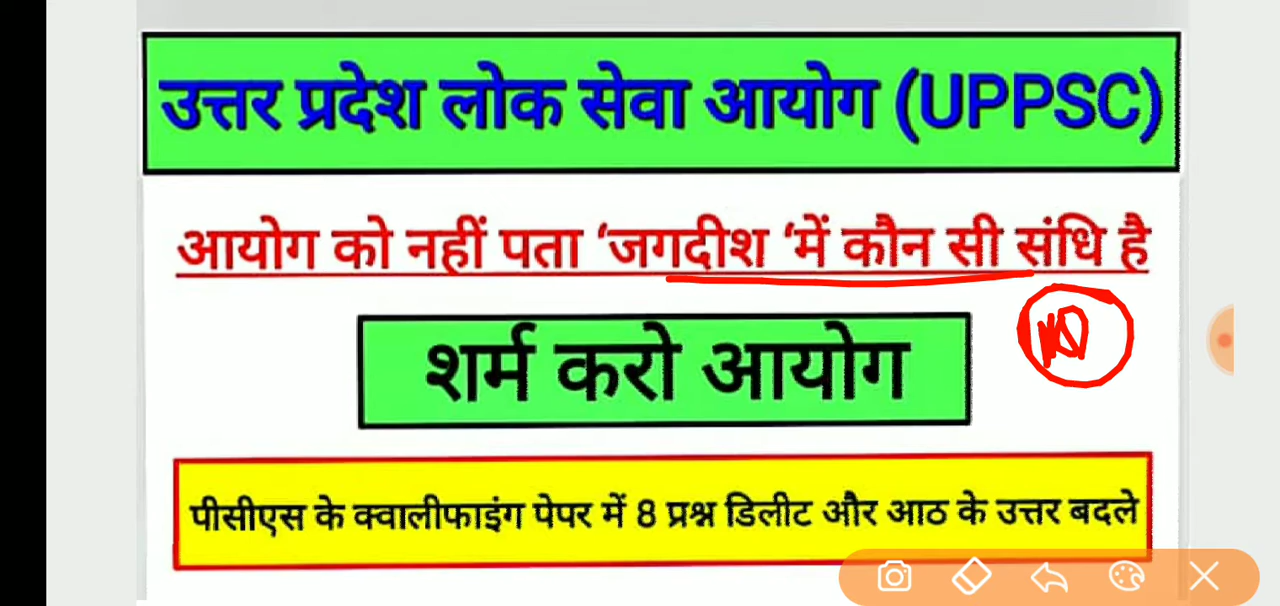 उत्तर प्रदेश लोक सेवा आयोग (UPPSC)
आयोग को नहीं पता ‘जगदीश ‘में कौन सी संधि है
शर्म करो आयोग
पीसीएस के क्वालीफाइंग पेपर में 8 प्रश्न डिलीट और आठ के उत्तर बदले